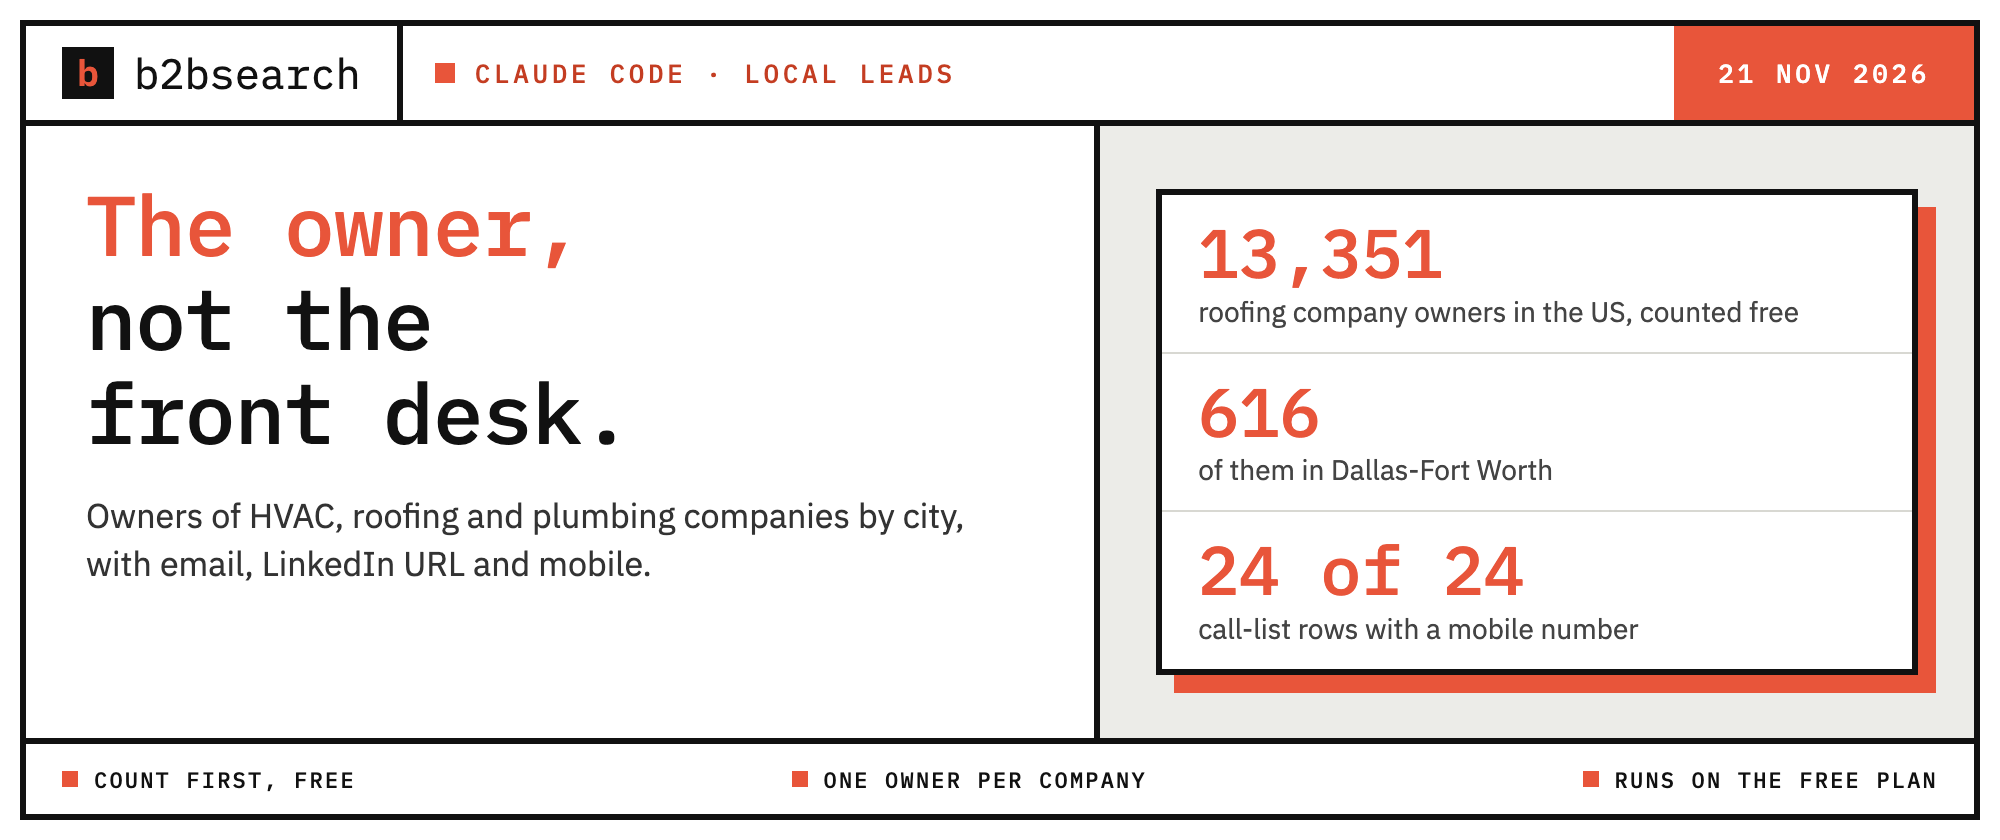 b b2bsearch
CLAUDE CODE · LOCAL LEADS
21 NOV 2026
The owner,
not the
front desk.
Owners of HVAC, roofing and plumbing companies by city,
with email, LinkedIn URL and mobile.
13,351
roofing company owners in the US, counted free
616
of them in Dallas-Fort Worth
24 of 24
call-list rows with a mobile number
COUNT FIRST, FREE
ONE OWNER PER COMPANY
RUNS ON THE FREE PLAN